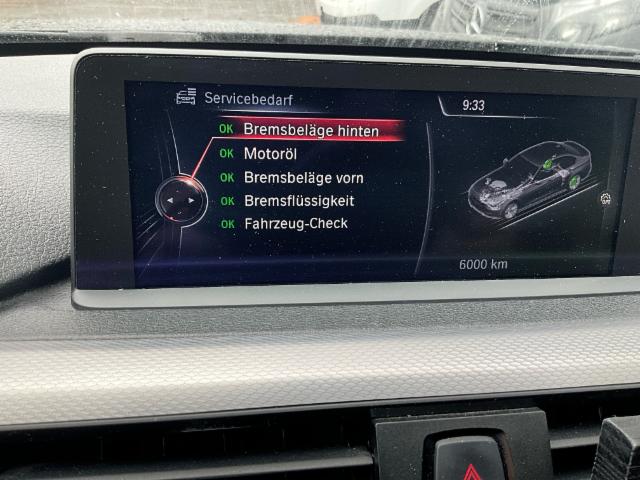 Servicebedarf
9:33
OK Bremsbeläge hinten
OK Motoröl
OK Bremsbeläge vorn
OK Bremsflüssigkeit
OK Fahrzeug-Check
6000 km